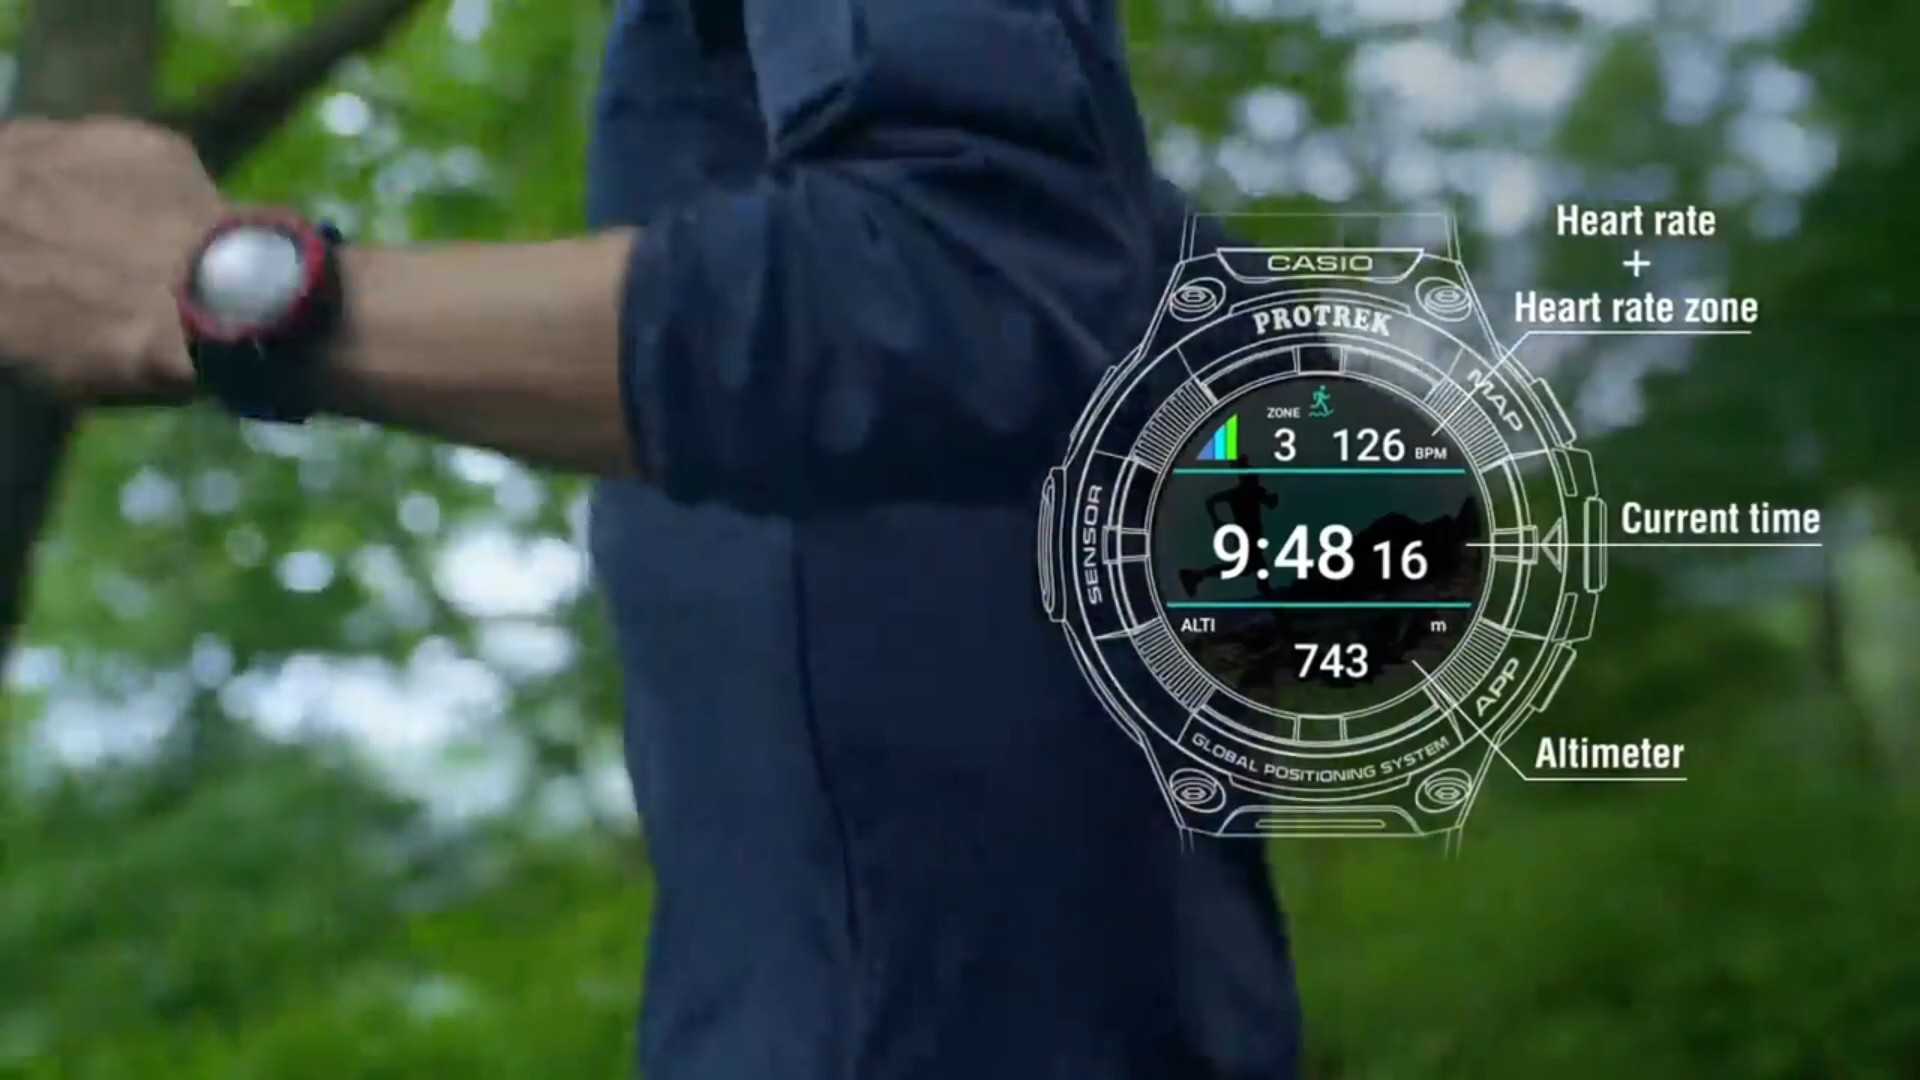 Heart rate
+
Heart rate zone
CASIO
PROTREK
MAP
ZONE
3 126 BPM
SENSOR
9:48 16
Current time
ALTI m
743
APP
Altimeter
GLOBAL POSITIONING SYSTEM